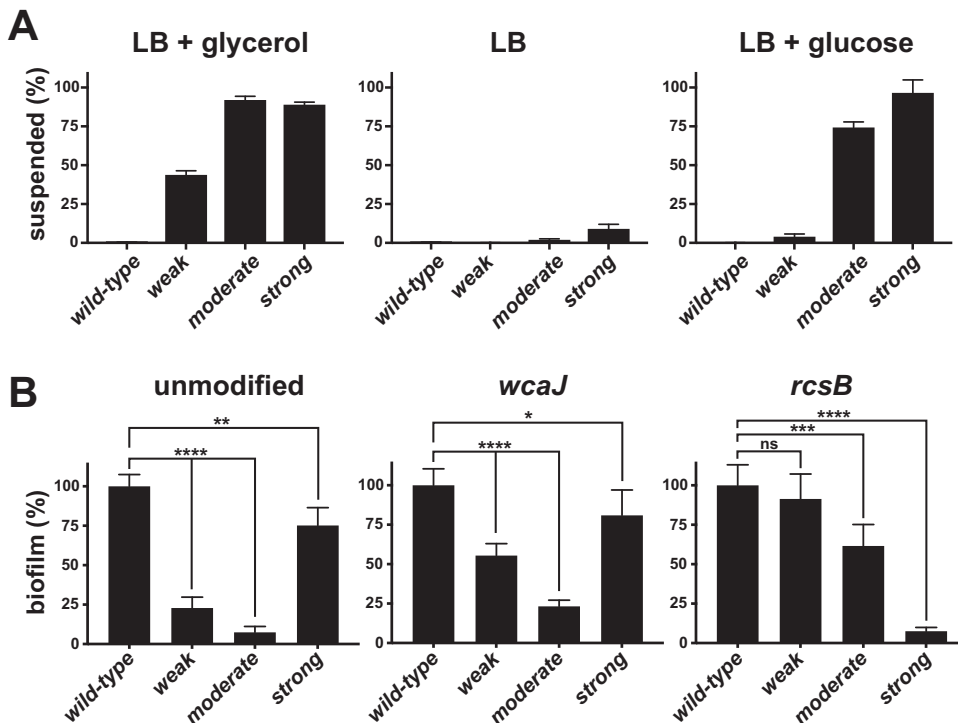 A
LB + glycerol
LB
LB + glucose
suspended (%)
100
75
50
25
0
wild-type
weak
moderate
strong
100
75
50
25
0
wild-type
weak
moderate
strong
100
75
50
25
0
wild-type
weak
moderate
strong
B
unmodified
wcaJ
rcsB
biofilm (%)
**
****
100
75
50
25
0
wild-type
weak
moderate
strong
*
****
100
75
50
25
0
wild-type
weak
moderate
strong
****
***
ns
100
75
50
25
0
wild-type
weak
moderate
strong